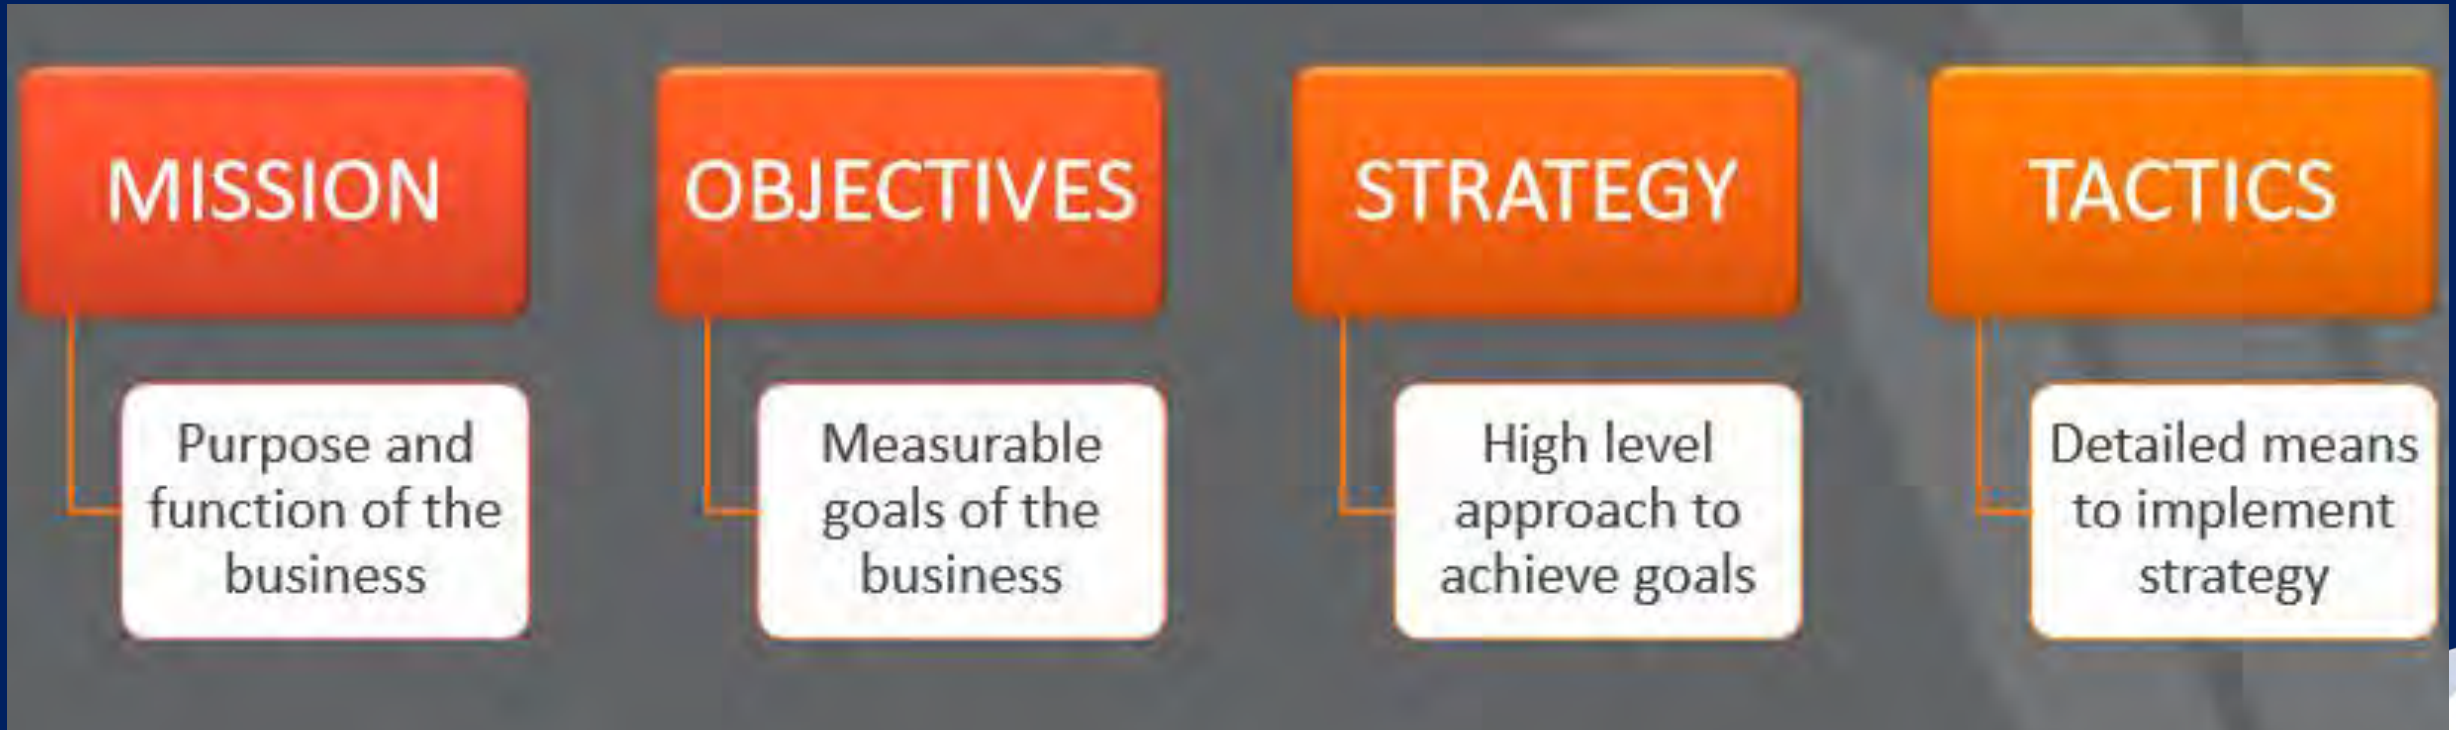 MISSION
Purpose and
function of the
business
OBJECTIVES
Measurable
goals of the
business
STRATEGY
High level
approach to
achieve goals
TACTICS
Detailed means
to implement
strategy